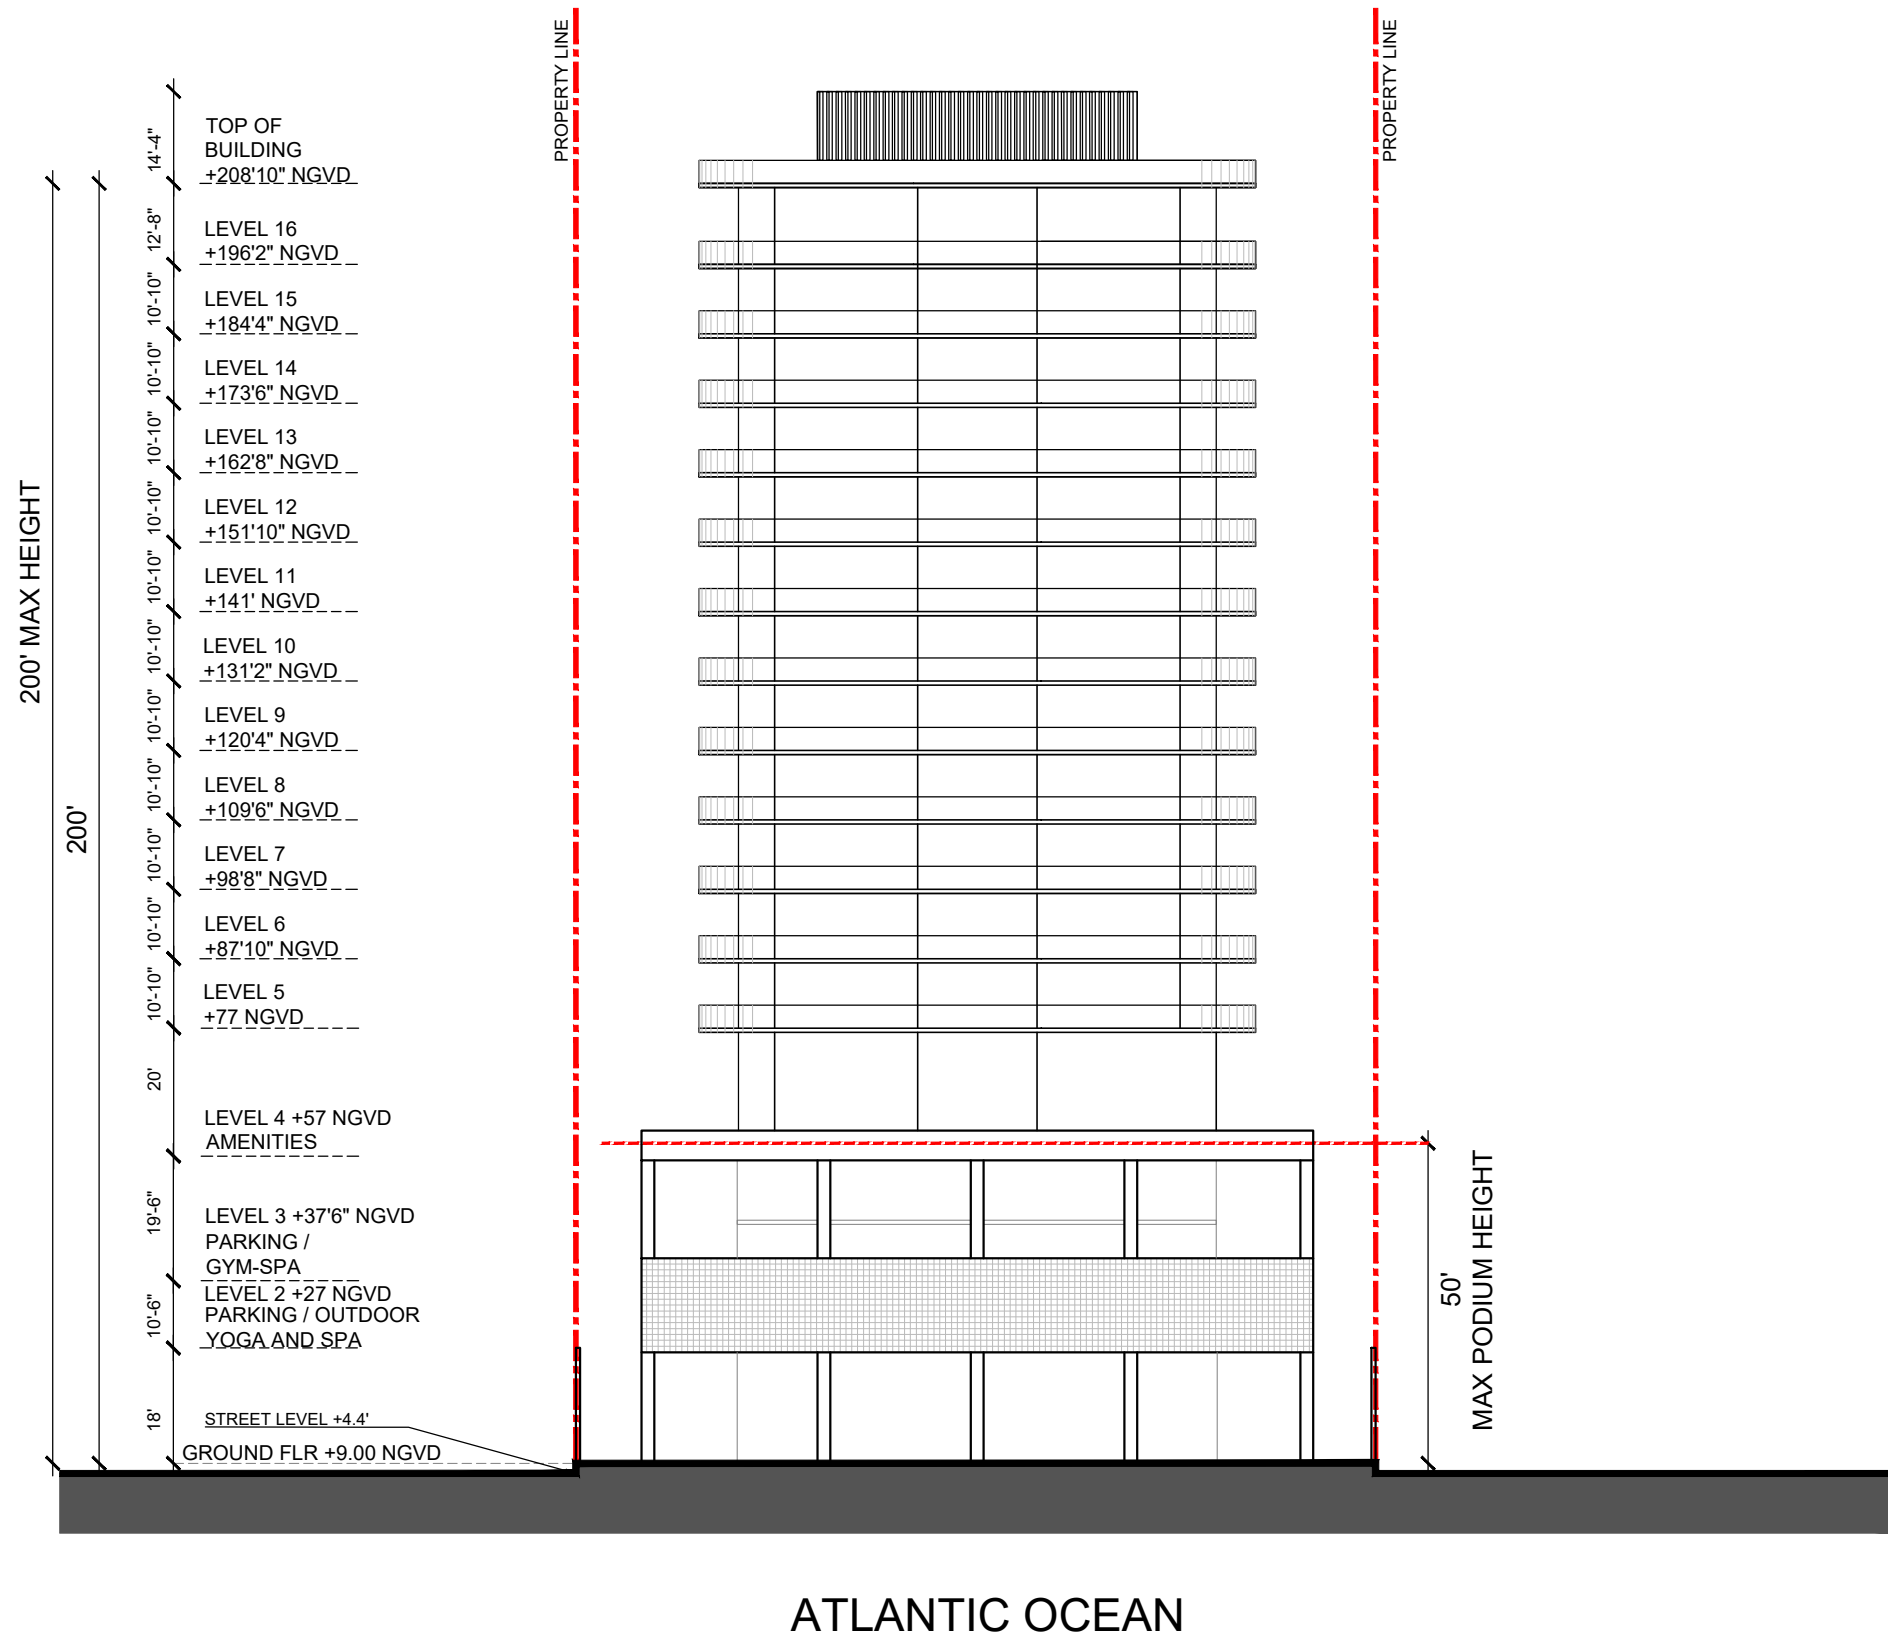 PROPERTY LINE
PROPERTY LINE
14'-4"
TOP OF
BUILDING
+208'10" NGVD
12'-8"
LEVEL 16
+196'2" NGVD
10'-10"
LEVEL 15
+184'4" NGVD
10'-10"
LEVEL 14
+173'6" NGVD
10'-10"
LEVEL 13
+162'8" NGVD
10'-10"
LEVEL 12
+151'10" NGVD
10'-10"
LEVEL 11
+141' NGVD
10'-10"
LEVEL 10
+131'2" NGVD
10'-10"
LEVEL 9
+120'4" NGVD
10'-10"
LEVEL 8
+109'6" NGVD
10'-10"
LEVEL 7
+98'8" NGVD
10'-10"
LEVEL 6
+87'10" NGVD
10'-10"
LEVEL 5
+77 NGVD
200' MAX HEIGHT
200'
20'
LEVEL 4 +57 NGVD
AMENITIES
19'-6"
LEVEL 3 +37'6" NGVD
PARKING /
GYM-SPA
10'-6"
LEVEL 2 +27 NGVD
PARKING / OUTDOOR
YOGA AND SPA
18'
STREET LEVEL +4.4'
GROUND FLR +9.00 NGVD
50'
MAX PODIUM HEIGHT
ATLANTIC OCEAN